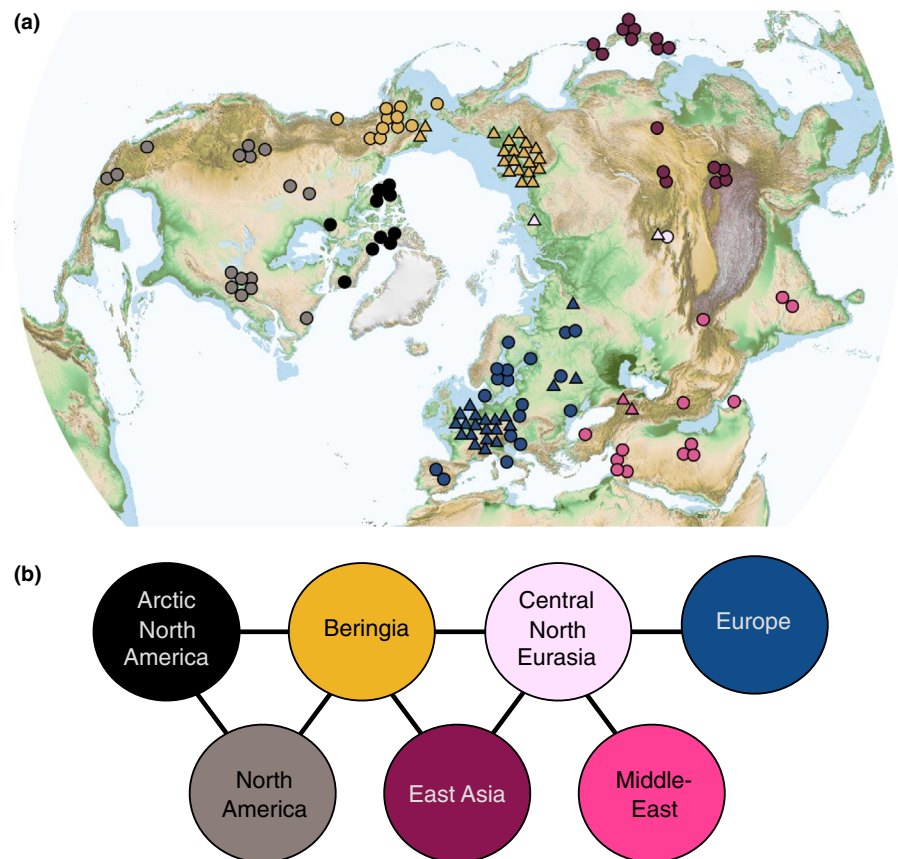 (a)
(b)
Arctic
North
America
Beringia
Central
North
Eurasia
Europe
North
America
East Asia
Middle-
East